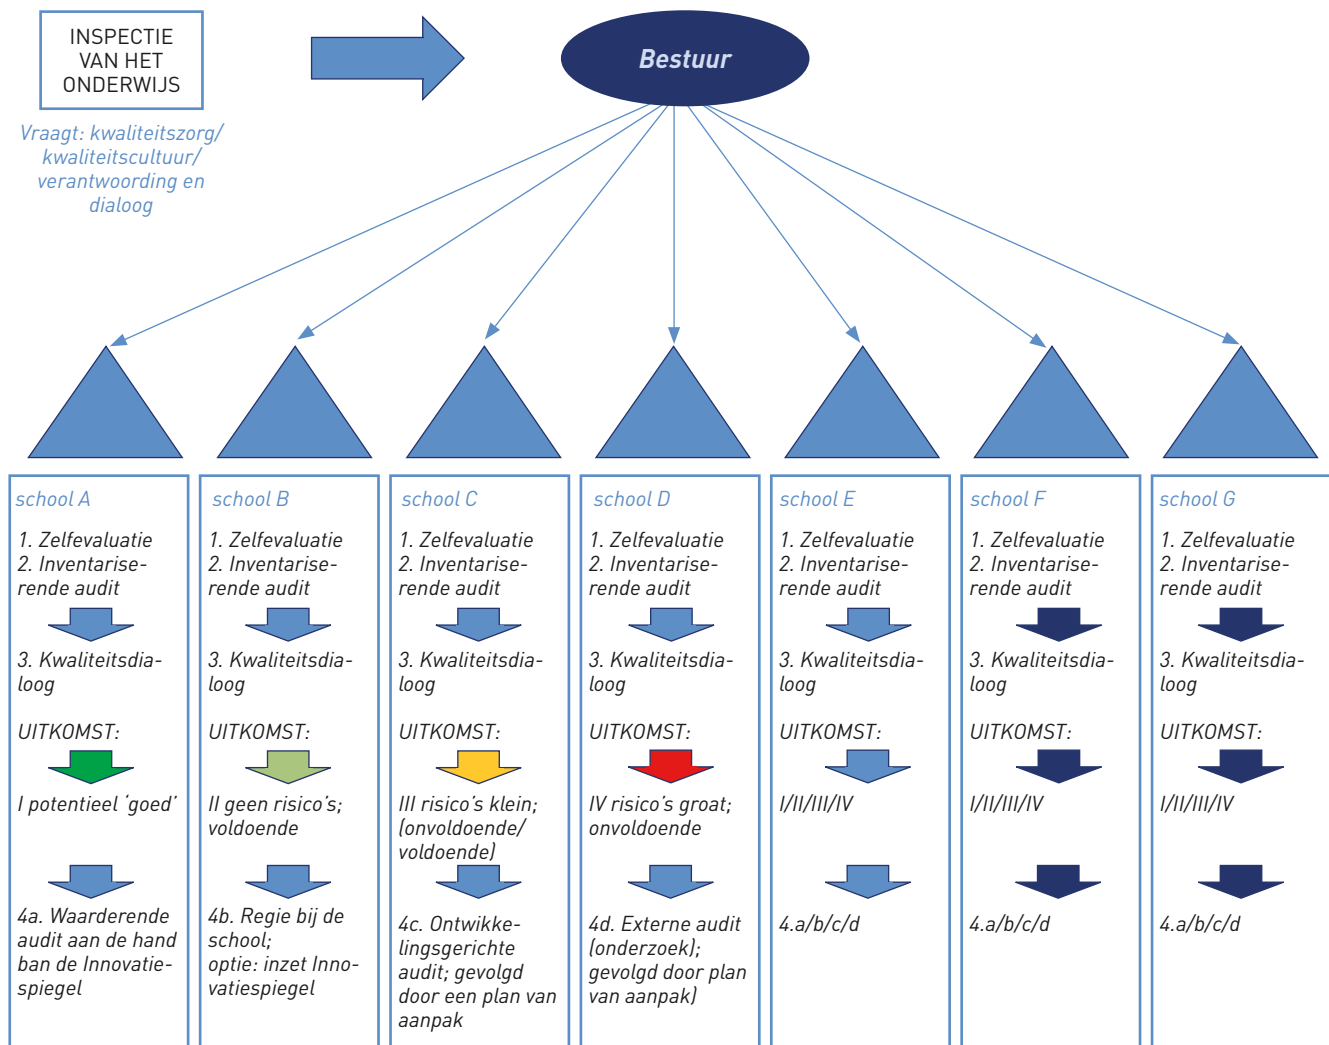 INSPECTIE
VAN HET
ONDERWIJS
Vraagt: kwaliteitszorg/
kwaliteitscultuur/
verantwoording en
dialoog
Bestuur
school A
1. Zelfevaluatie
2. Inventarise-
rende audit
3. Kwaliteitsdia-
loog
UITKOMST:
I potentieel ‘goed’
4a. Waarderende
audit aan de hand
ban de Innovatie-
spiegel
school B
1. Zelfevaluatie
2. Inventarise-
rende audit
3. Kwaliteitsdia-
loog
UITKOMST:
II geen risico's;
voldoende
4b. Regie bij de
school;
optie: inzet Inno-
vatiespiegel
school C
1. Zelfevaluatie
2. Inventarise-
rende audit
3. Kwaliteitsdia-
loog
UITKOMST:
III risico's klein;
(onvoldoende/
voldoende)
4c. Ontwikke-
lingsgerichte
audit; gevolgd
door een plan van
aanpak
school D
1. Zelfevaluatie
2. Inventarise-
rende audit
3. Kwaliteitsdia-
loog
UITKOMST:
IV risico's groat;
onvoldoende
4d. Externe audit
(onderzoek);
gevolgd door plan
van aanpak)
school E
1. Zelfevaluatie
2. Inventarise-
rende audit
3. Kwaliteitsdia-
loog
UITKOMST:
I/II/III/IV
4.a/b/c/d
school F
1. Zelfevaluatie
2. Inventarise-
rende audit
3. Kwaliteitsdia-
loog
UITKOMST:
I/II/III/IV
4.a/b/c/d
school G
1. Zelfevaluatie
2. Inventarise-
rende audit
3. Kwaliteitsdia-
loog
UITKOMST:
I/II/III/IV
4.a/b/c/d